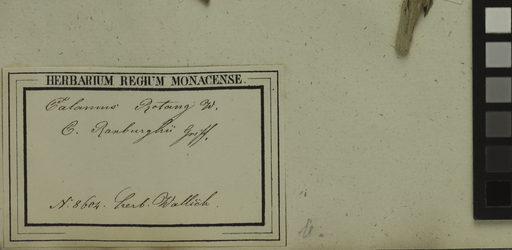 HERBARIUM REGIUM MONACENSE.
Calamus Rotang W.
C. Roxburghii Griff.
N. 8604. herb. Wallich.